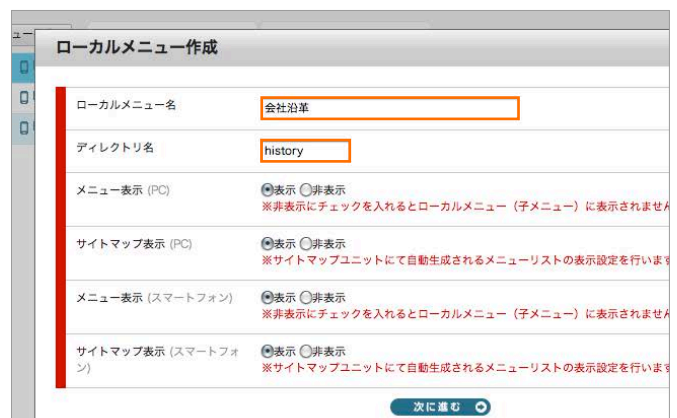 ローカルメニュー作成
ローカルメニュー名
会社沿革
ディレクトリ名
history
メニュー表示 (PC)
表示 非表示
※非表示にチェックを入れるとローカルメニュー（子メニュー）に表示されません
サイトマップ表示 (PC)
表示 非表示
※サイトマップユニットにて自動生成されるメニューリストの表示設定を行います
メニュー表示 (スマートフォン)
表示 非表示
※非表示にチェックを入れるとローカルメニュー（子メニュー）に表示されません
サイトマップ表示 (スマートフォ
ン)
表示 非表示
※サイトマップユニットにて自動生成されるメニューリストの表示設定を行います
次に進む